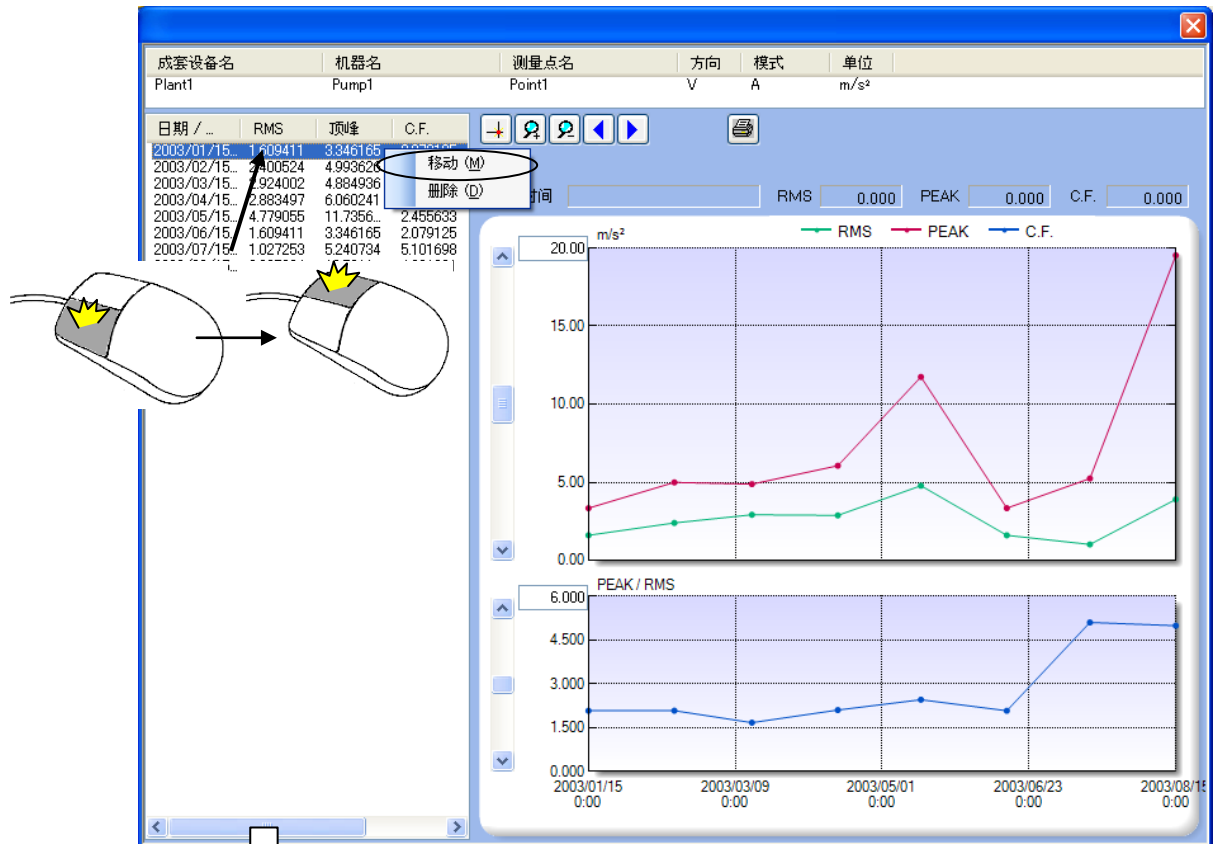 成套设备名 机器名 测量点名 方向 模式 单位
Plant1 Pump1 Point1 V A m/s²
日期 / ... RMS 顶峰 C.F.
2003/01/15... 1.609411 3.346165
2003/02/15... 2.400524 4.993626
2003/03/15... 2.924002 4.884936
2003/04/15... 2.883497 6.060241
2003/05/15... 4.779055 11.7356... 2.455633
2003/06/15... 1.609411 3.346165 2.079125
2003/07/15... 1.027253 5.240734 5.101698
移动 (M)
删除 (D)
时间 RMS 0.000 PEAK 0.000 C.F. 0.000
m/s² RMS PEAK C.F.
20.00
15.00
10.00
5.00
0.00
PEAK / RMS
6.000
4.500
3.000
1.500
0.000
2003/01/15 2003/03/09 2003/05/01 2003/06/23 2003/08/15
0:00 0:00 0:00 0:00 0:00